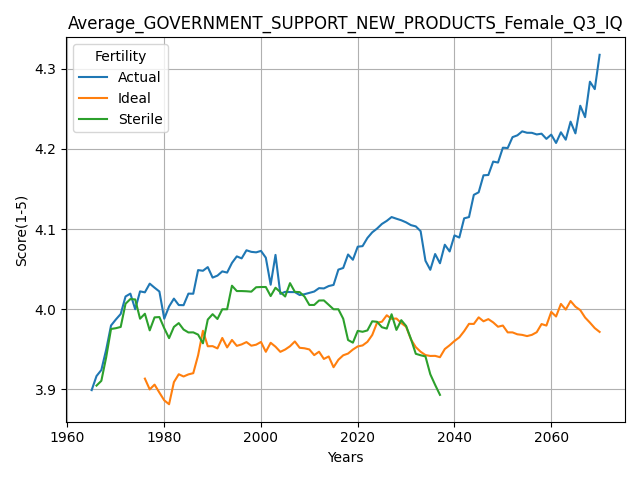 Average_GOVERNMENT_SUPPORT_NEW_PRODUCTS_Female_Q3_IQ
Fertility
Actual
Ideal
Sterile
4.3
4.2
4.1
4.0
3.9
Score(1-5)
1960 1980 2000 2020 2040 2060
Years